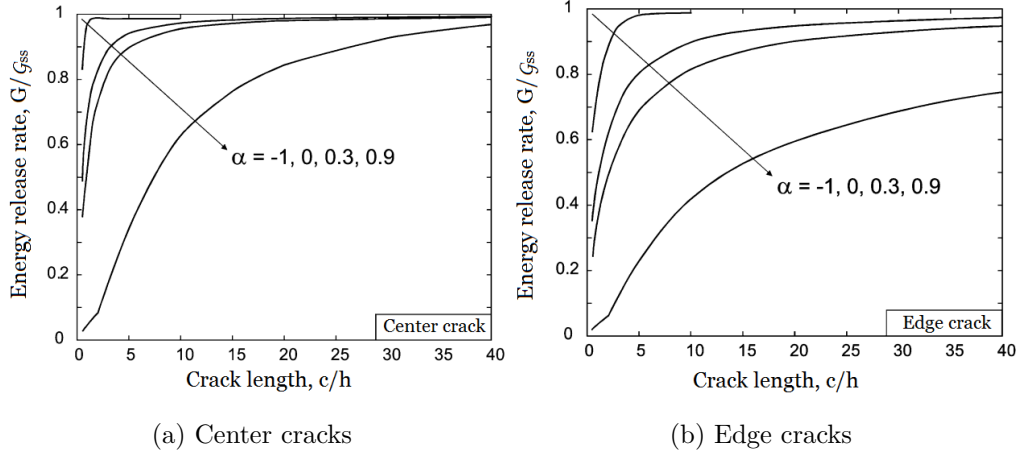 Energy release rate, G/𝒢ss
1
0.8
0.6
0.4
0.2
0
α = -1, 0, 0.3, 0.9
Center crack
0 5 10 15 20 25 30 35 40
Crack length, c/h
(a) Center cracks
Energy release rate, G/𝒢ss
1
0.8
0.6
0.4
0.2
0
α = -1, 0, 0.3, 0.9
Edge crack
0 5 10 15 20 25 30 35 40
Crack length, c/h
(b) Edge cracks